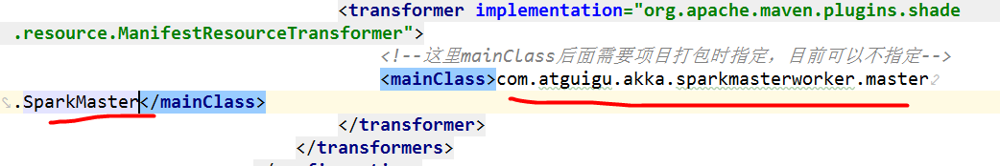 <transformer implementation="org.apache.maven.plugins.shade
.resource.ManifestResourceTransformer">
<!--这里mainClass后面需要项目打包时指定，目前可以不指定-->
<mainClass>com.atguigu.akka.sparkmasterworker.master
.SparkMaster</mainClass>
</transformer>
</transformers>